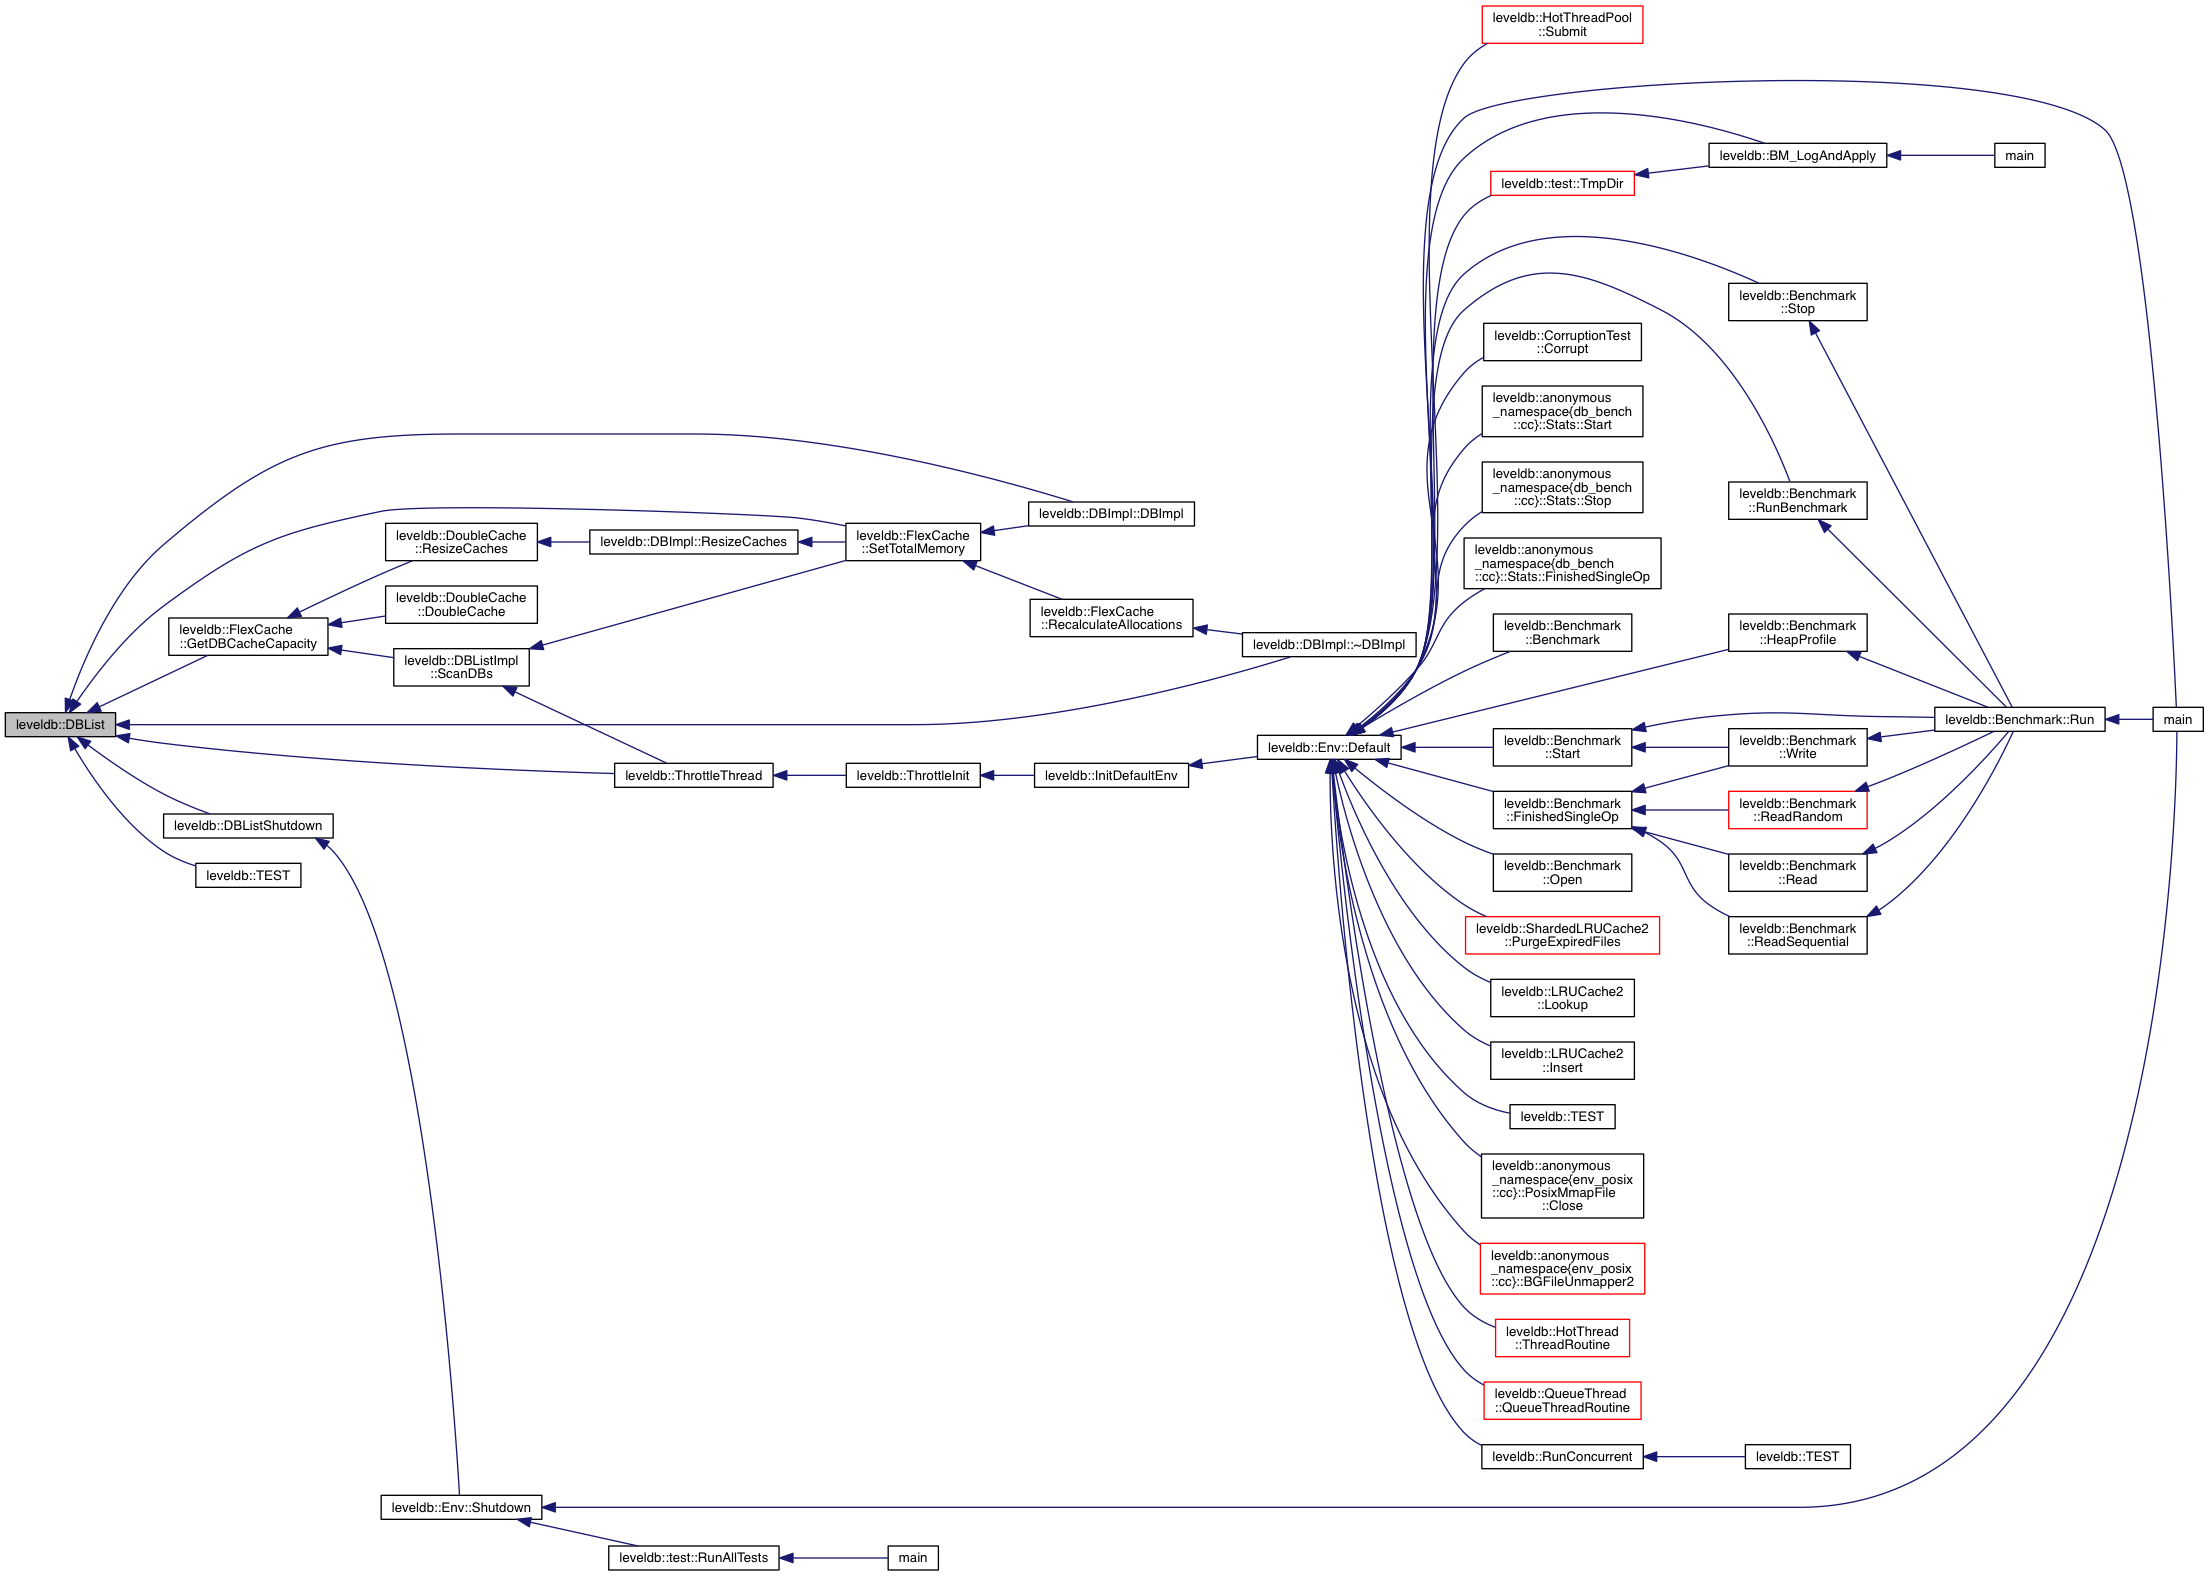 leveldb::HotThreadPool
::Submit
leveldb::BM_LogAndApply
main
leveldb::test::TmpDir
leveldb::Benchmark
::Stop
leveldb::CorruptionTest
::Corrupt
leveldb::anonymous
_namespace{db_bench
::cc}::Stats::Start
leveldb::anonymous
_namespace{db_bench
::cc}::Stats::Stop
leveldb::Benchmark
::RunBenchmark
leveldb::DBImpl::DBImpl
leveldb::DoubleCache
::ResizeCaches
leveldb::DBImpl::ResizeCaches
leveldb::FlexCache
::SetTotalMemory
leveldb::anonymous
_namespace{db_bench
::cc}::Stats::FinishedSingleOp
leveldb::DoubleCache
::DoubleCache
leveldb::FlexCache
::RecalculateAllocations
leveldb::FlexCache
::GetDBCacheCapacity
leveldb::Benchmark
::Benchmark
leveldb::Benchmark
::HeapProfile
leveldb::DBImpl::~DBImpl
leveldb::DBListImpl
::ScanDBs
leveldb::DBList
leveldb::Benchmark::Run
main
leveldb::Env::Default
leveldb::Benchmark
::Start
leveldb::Benchmark
::Write
leveldb::ThrottleThread
leveldb::ThrottleInit
leveldb::InitDefaultEnv
leveldb::Benchmark
::FinishedSingleOp
leveldb::Benchmark
::ReadRandom
leveldb::DBListShutdown
leveldb::TEST
leveldb::Benchmark
::Open
leveldb::Benchmark
::Read
leveldb::ShardedLRUCache2
::PurgeExpiredFiles
leveldb::Benchmark
::ReadSequential
leveldb::LRUCache2
::Lookup
leveldb::LRUCache2
::Insert
leveldb::TEST
leveldb::anonymous
_namespace{env_posix
::cc}::PosixMmapFile
::Close
leveldb::anonymous
_namespace{env_posix
::cc}::BGFileUnmapper2
leveldb::HotThread
::ThreadRoutine
leveldb::QueueThread
::QueueThreadRoutine
leveldb::RunConcurrent
leveldb::TEST
leveldb::Env::Shutdown
leveldb::test::RunAllTests
main